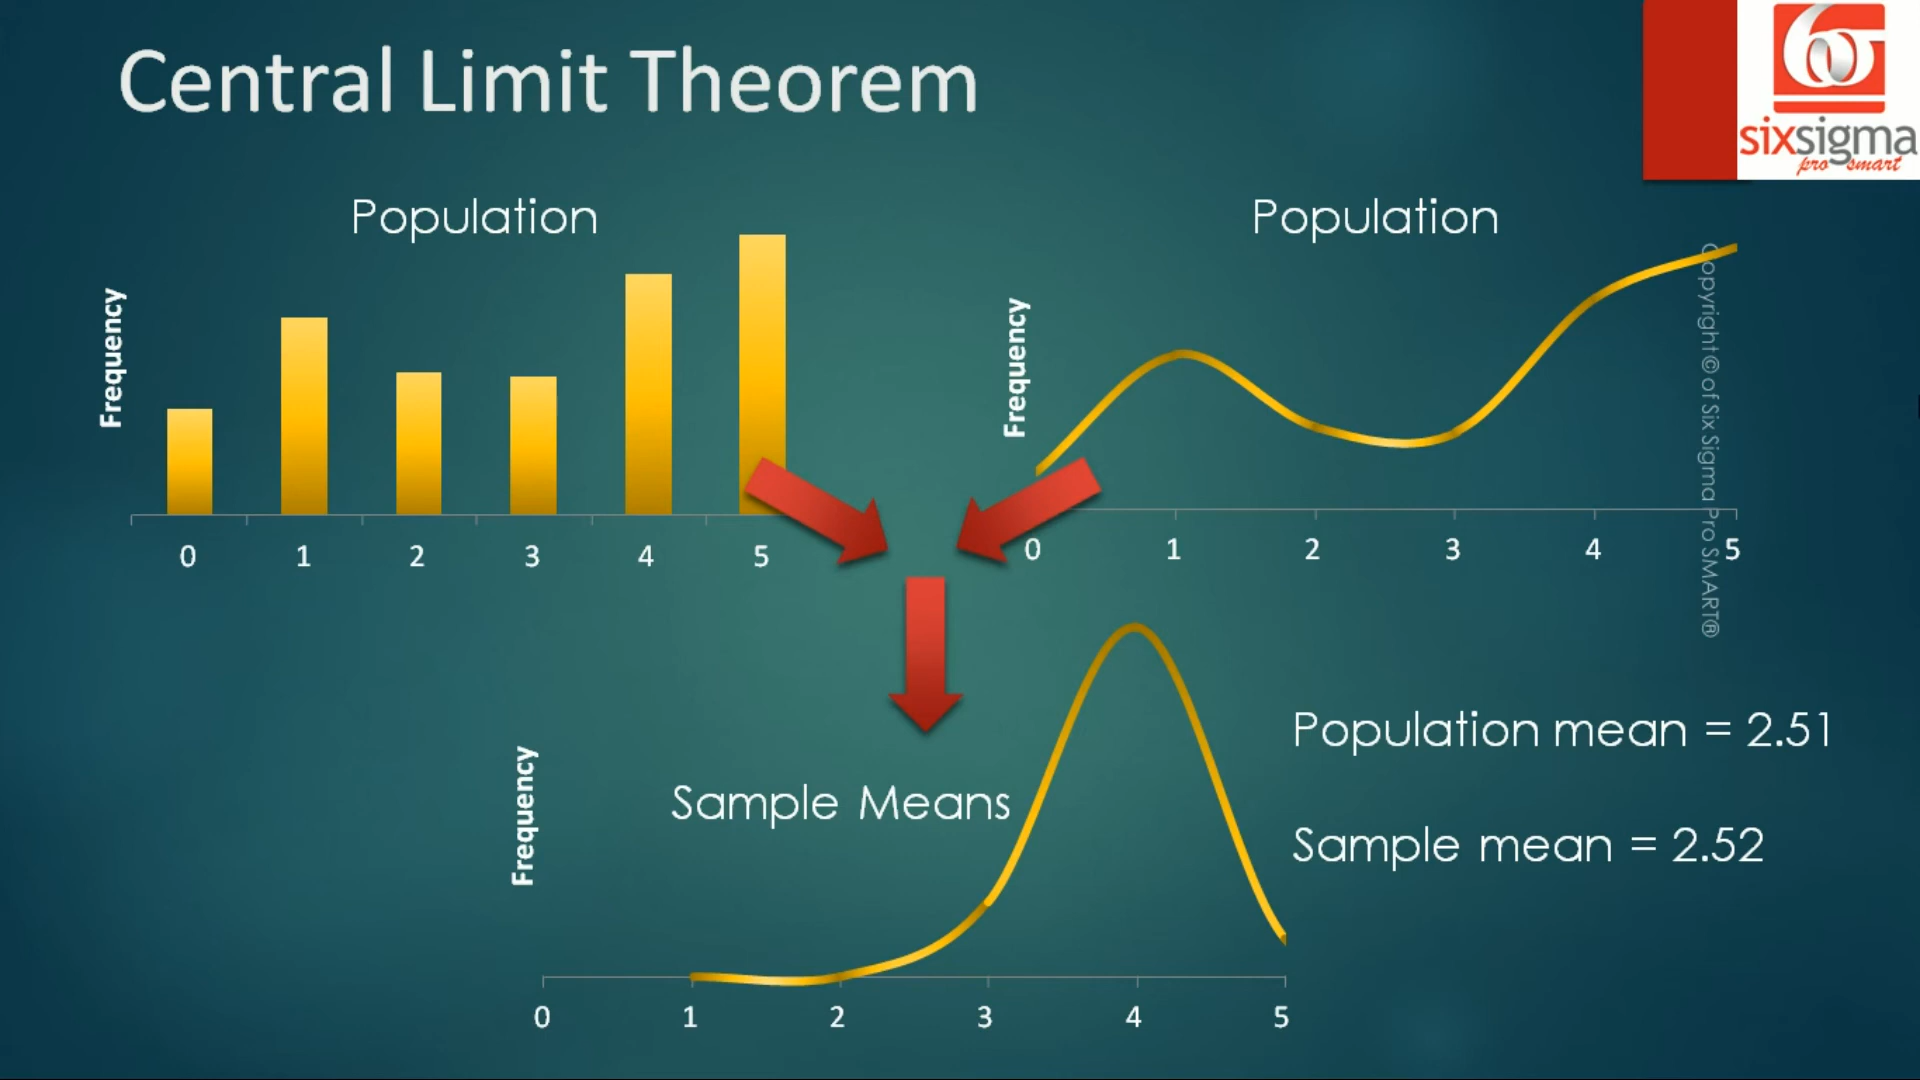 Central Limit Theorem
sixsigma
pro smart
Population
Frequency
0 1 2 3 4 5
Population
Frequency
0 1 2 3 4 5
Copyright © of Six Sigma Pro SMART®
Sample Means
Frequency
0 1 2 3 4 5
Population mean = 2.51
Sample mean = 2.52